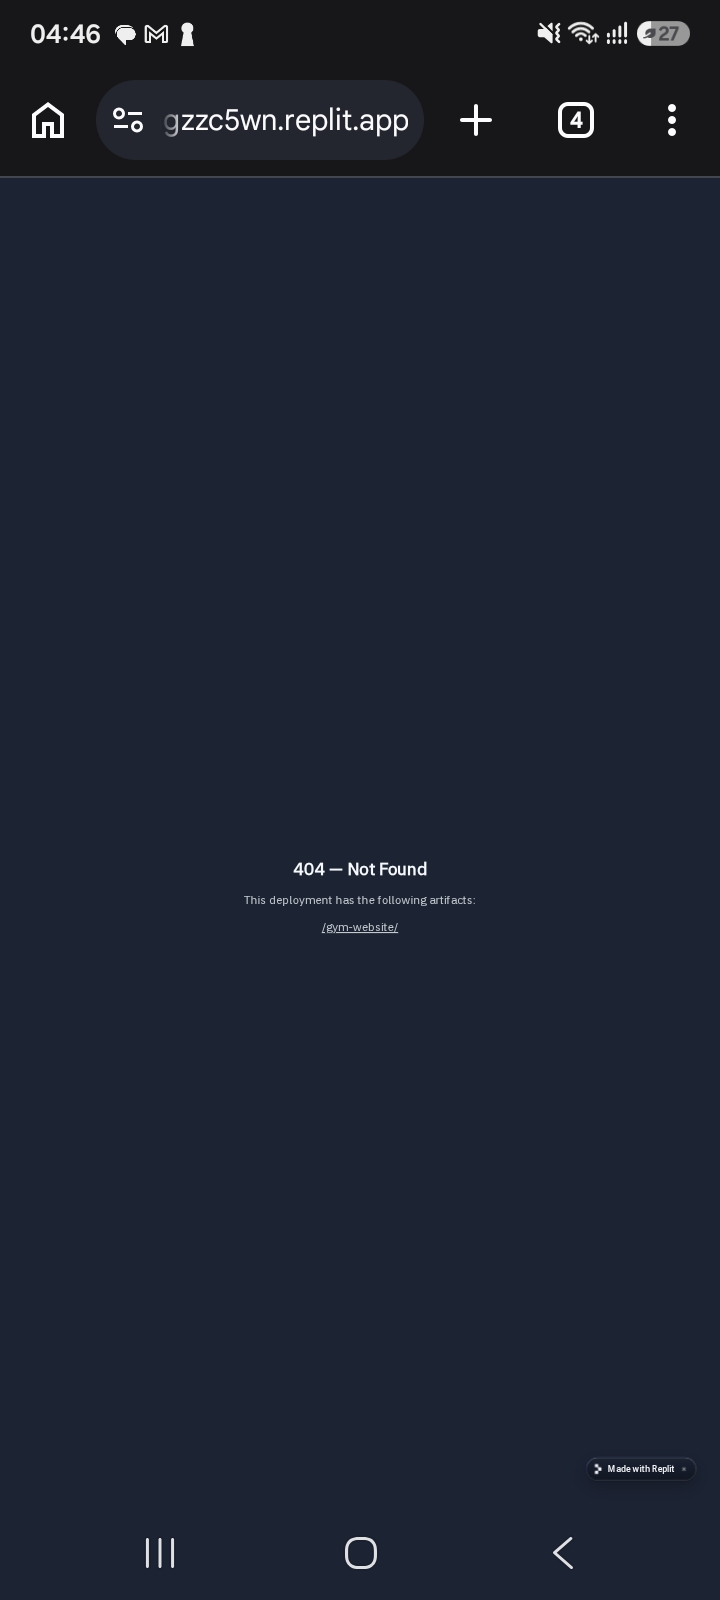 04:46
27
gzzc5wn.replit.app
4
404 — Not Found
This deployment has the following artifacts:
/gym-website/
Made with Replit